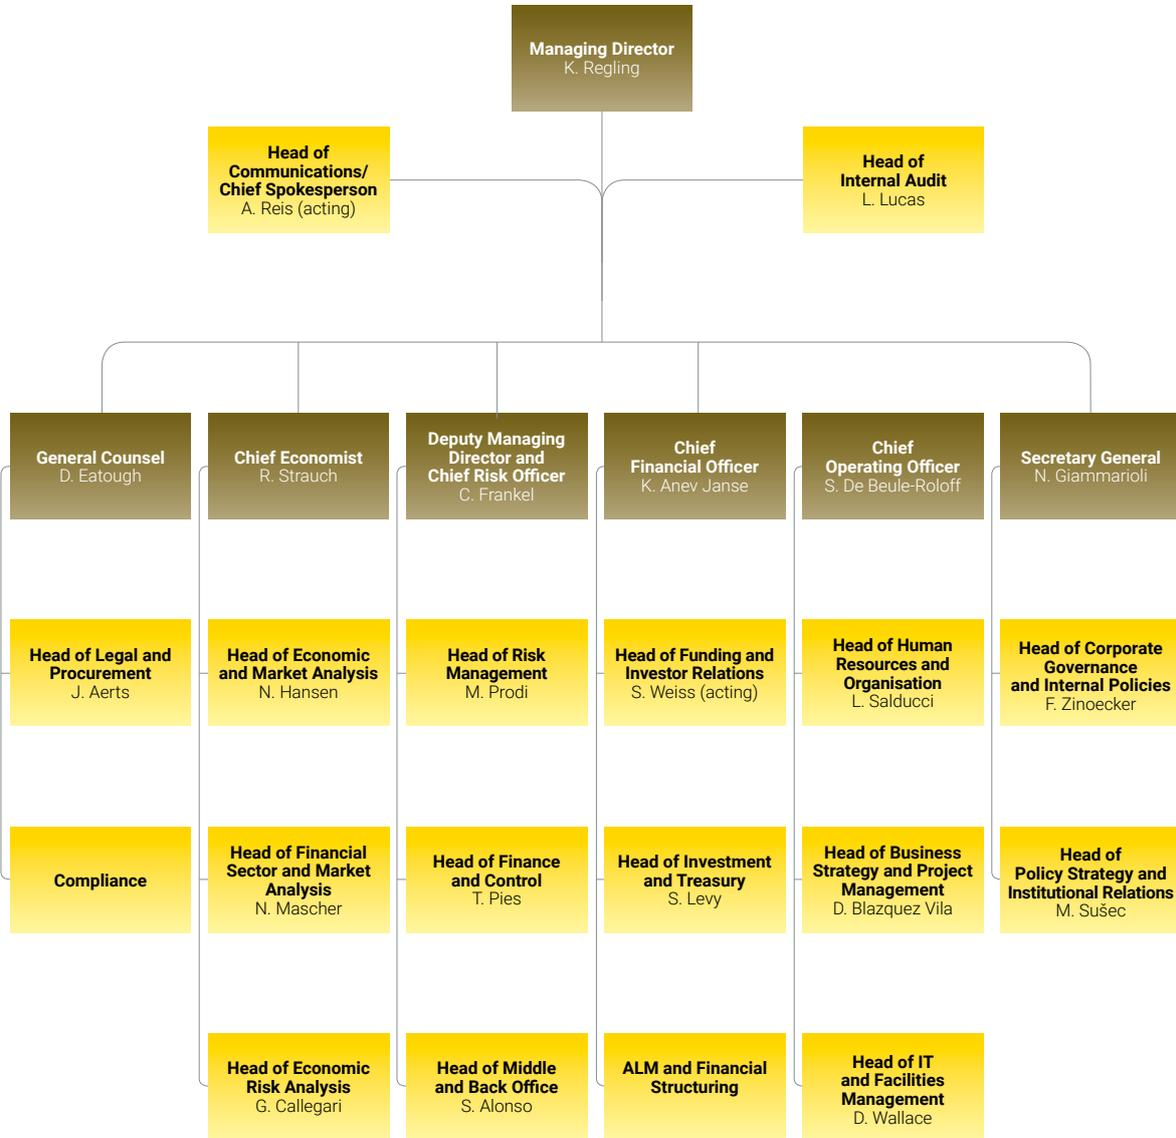 Managing Director
K. Regling
Head of
Communications/
Chief Spokesperson
A. Reis (acting)
Head of
Internal Audit
L. Lucas
General Counsel
D. Eatough
Chief Economist
R. Strauch
Deputy Managing
Director and
Chief Risk Officer
C. Frankel
Chief
Financial Officer
K. Anev Janse
Chief
Operating Officer
S. De Beule-Roloff
Secretary General
N. Giammarioli
Head of Legal and
Procurement
J. Aerts
Head of Economic
and Market Analysis
N. Hansen
Head of Risk
Management
M. Prodi
Head of Funding and
Investor Relations
S. Weiss (acting)
Head of Human
Resources and
Organisation
L. Salducci
Head of Corporate
Governance
and Internal Policies
F. Zinoecker
Compliance
Head of Financial
Sector and Market
Analysis
N. Mascher
Head of Finance
and Control
T. Pies
Head of Investment
and Treasury
S. Levy
Head of Business
Strategy and Project
Management
D. Blazquez Vila
Head of
Policy Strategy and
Institutional Relations
M. Sušec
Head of Economic
Risk Analysis
G. Callegari
Head of Middle
and Back Office
S. Alonso
ALM and Financial
Structuring
Head of IT
and Facilities
Management
D. Wallace